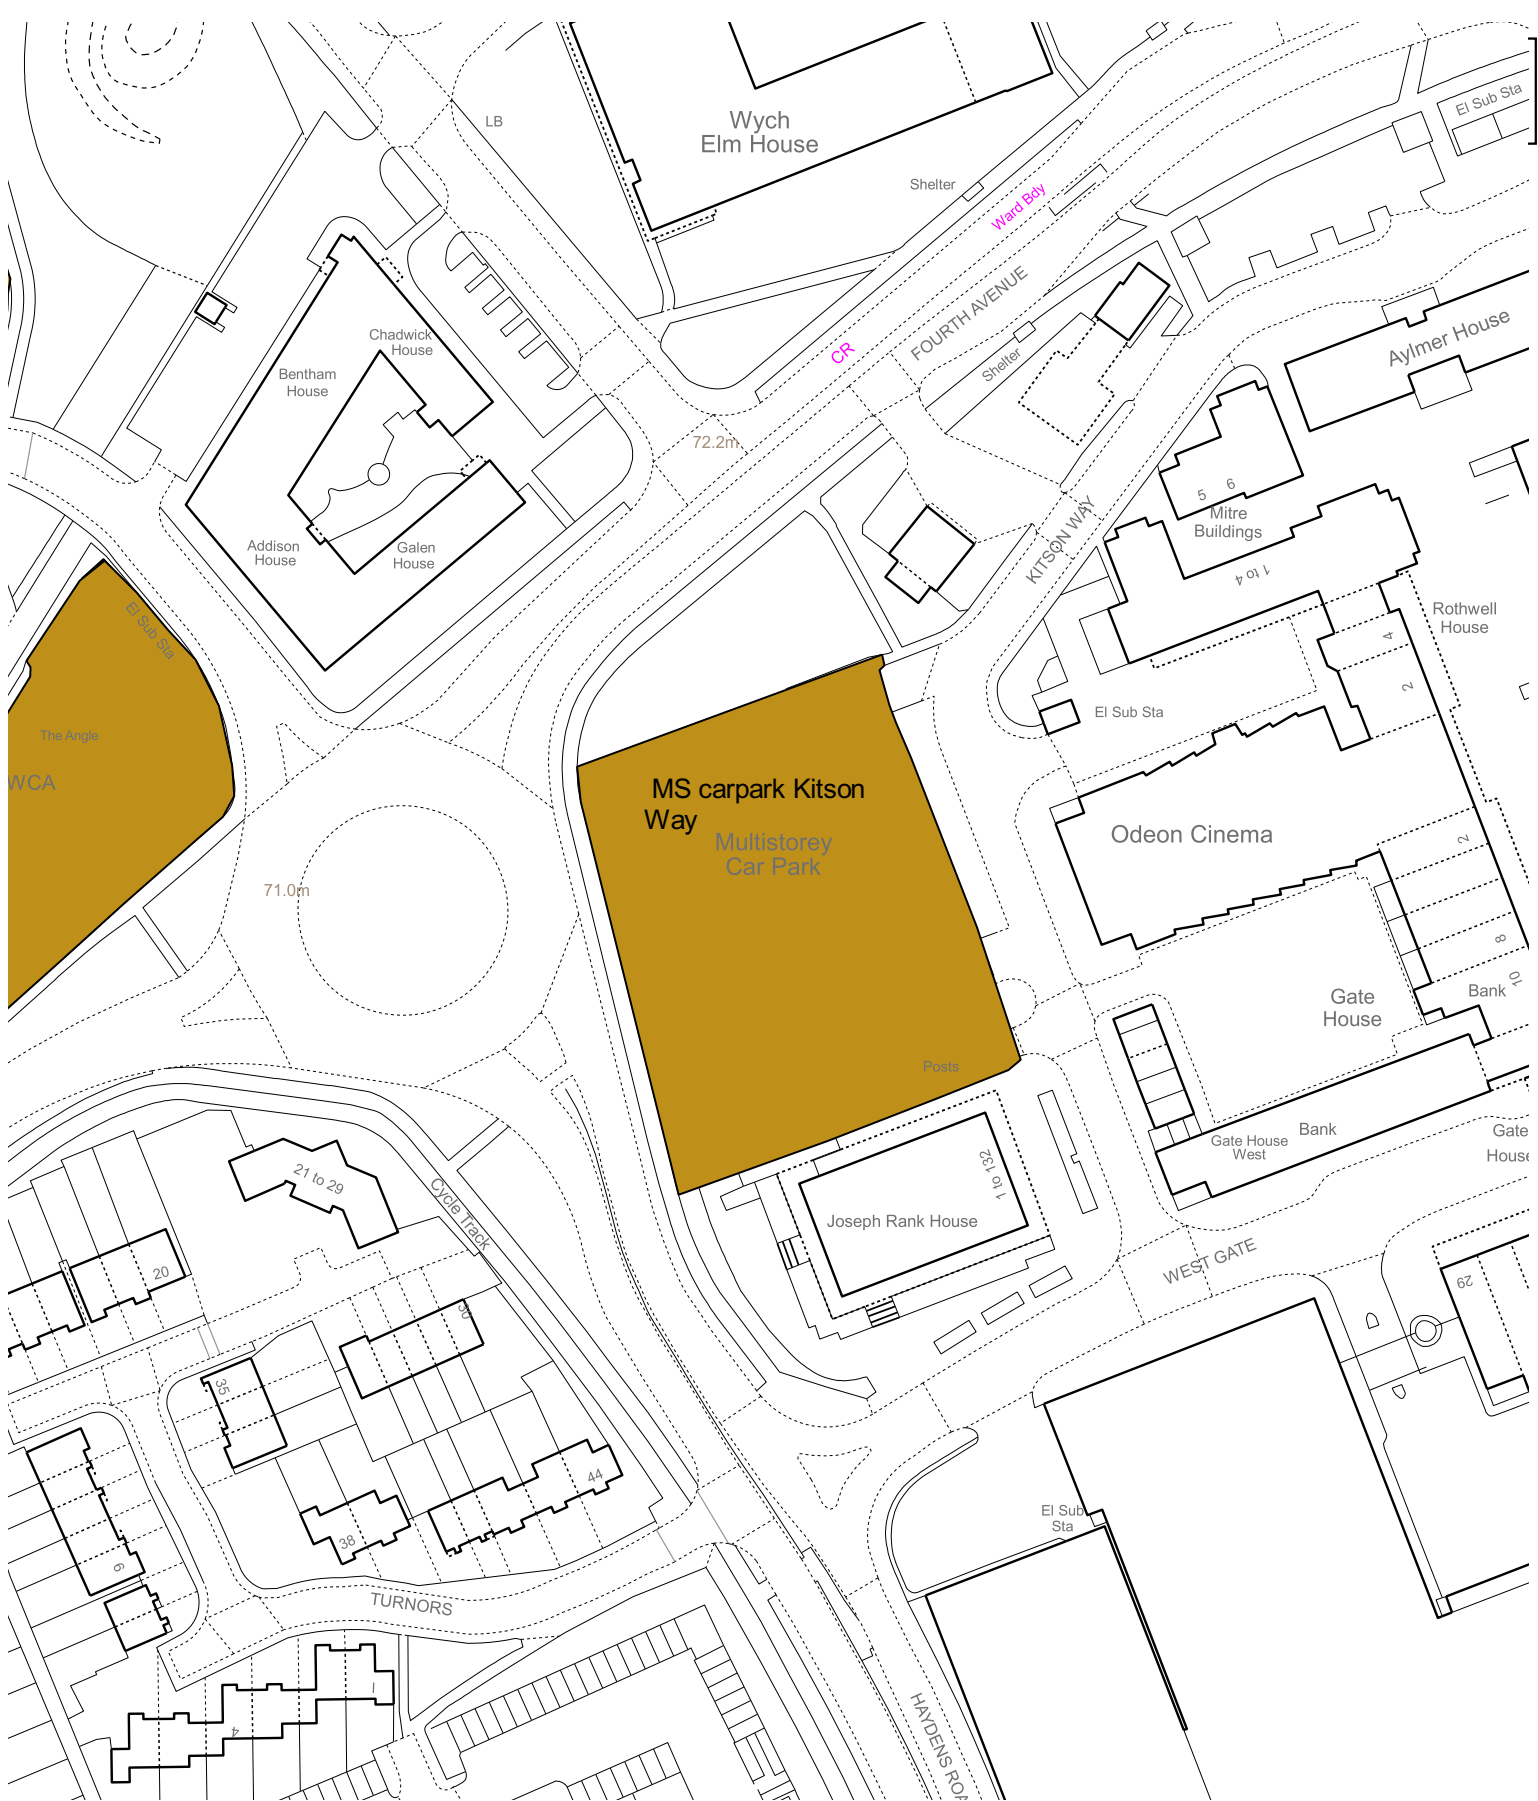 El Sub Sta
LB
Wych
Elm House
Shelter
Ward Bdy
FOURTH AVENUE
CR
Shelter
Aylmer House
Chadwick
House
Bentham
House
72.2m
5
6
Mitre
Buildings
1 to 4
KITSON WAY
Addison
House
Galen
House
Rothwell
House
El Sub Sta
4
2
The Angle
WCA
El Sub Sta
MS carpark Kitson
Way
Multistorey
Car Park
Odeon Cinema
2
71.0m
8
10
Bank
Gate
House
Posts
Bank
Gate House
West
Gate
House
1 to 132
Joseph Rank House
21 to 29
Cycle Track
WEST GATE
20
30
29
35
44
38
6
El Sub
Sta
TURNORS
4
HAYDENS ROA